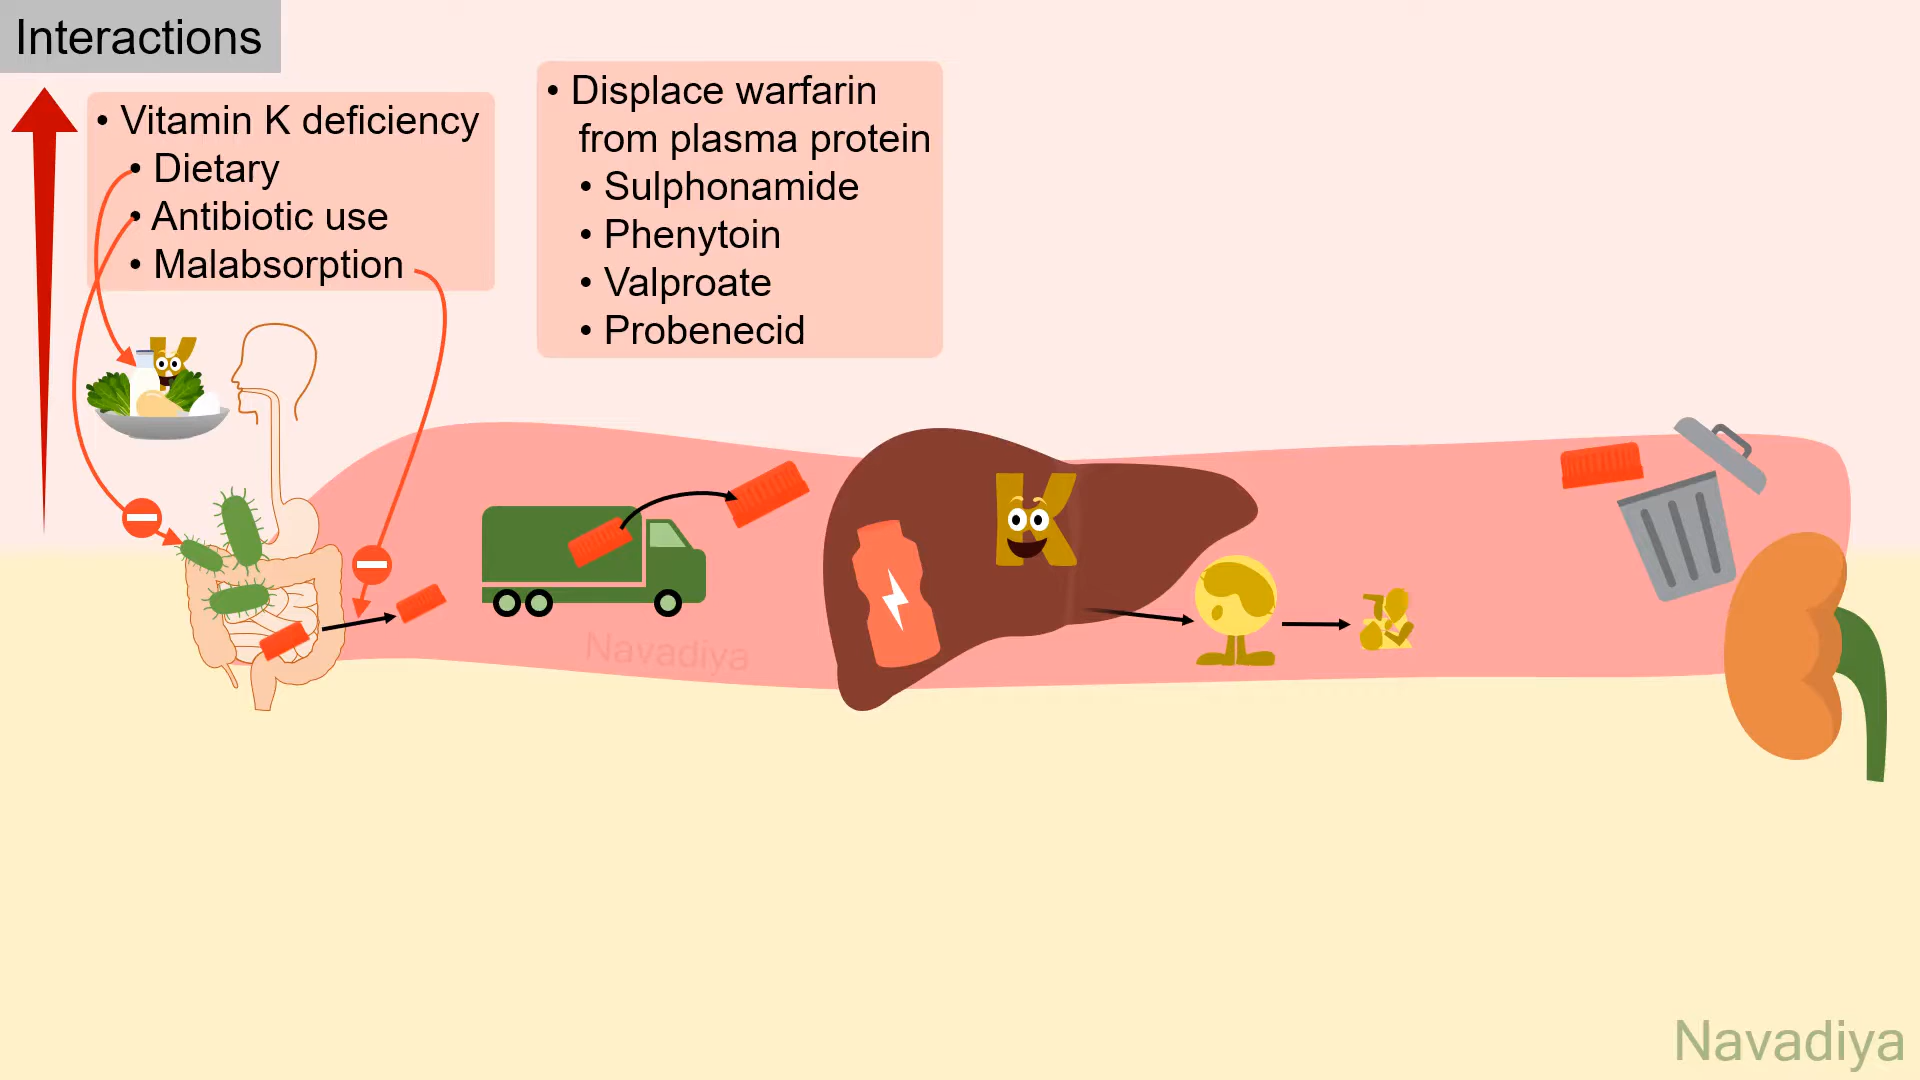 Interactions
• Vitamin K deficiency
• Dietary
• Antibiotic use
• Malabsorption
• Displace warfarin
from plasma protein
• Sulphonamide
• Phenytoin
• Valproate
• Probenecid
K
K
Navadiya
Navadiya